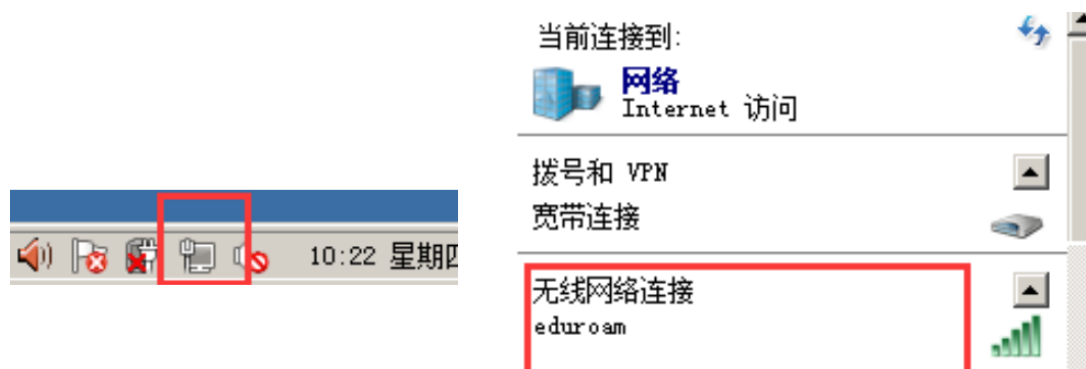 10:22 星期四
当前连接到:
网络
Internet 访问
拨号和 VPN
宽带连接
无线网络连接
eduroam